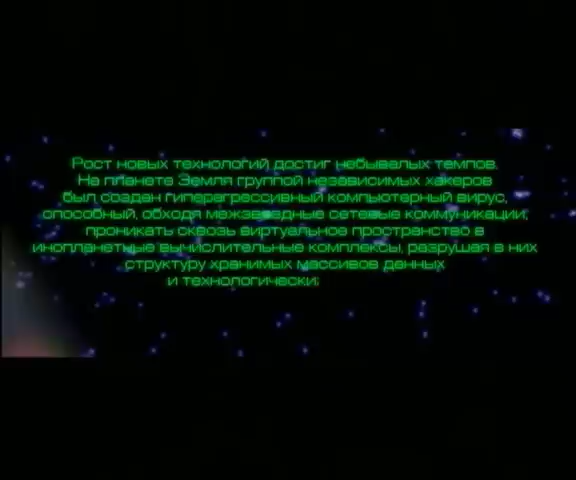 Рост новых технологий достиг небывалых темпов.
На планете Земля группой независимых хакеров
был создан гиперагрессивный компьютерный вирус,
способный, обходя межзвездные сетевые коммуникации,
проникать сквозь виртуальное пространство в
инопланетные вычислительные комплексы, разрушая в них
структуру хранимых массивов данных
и технологически